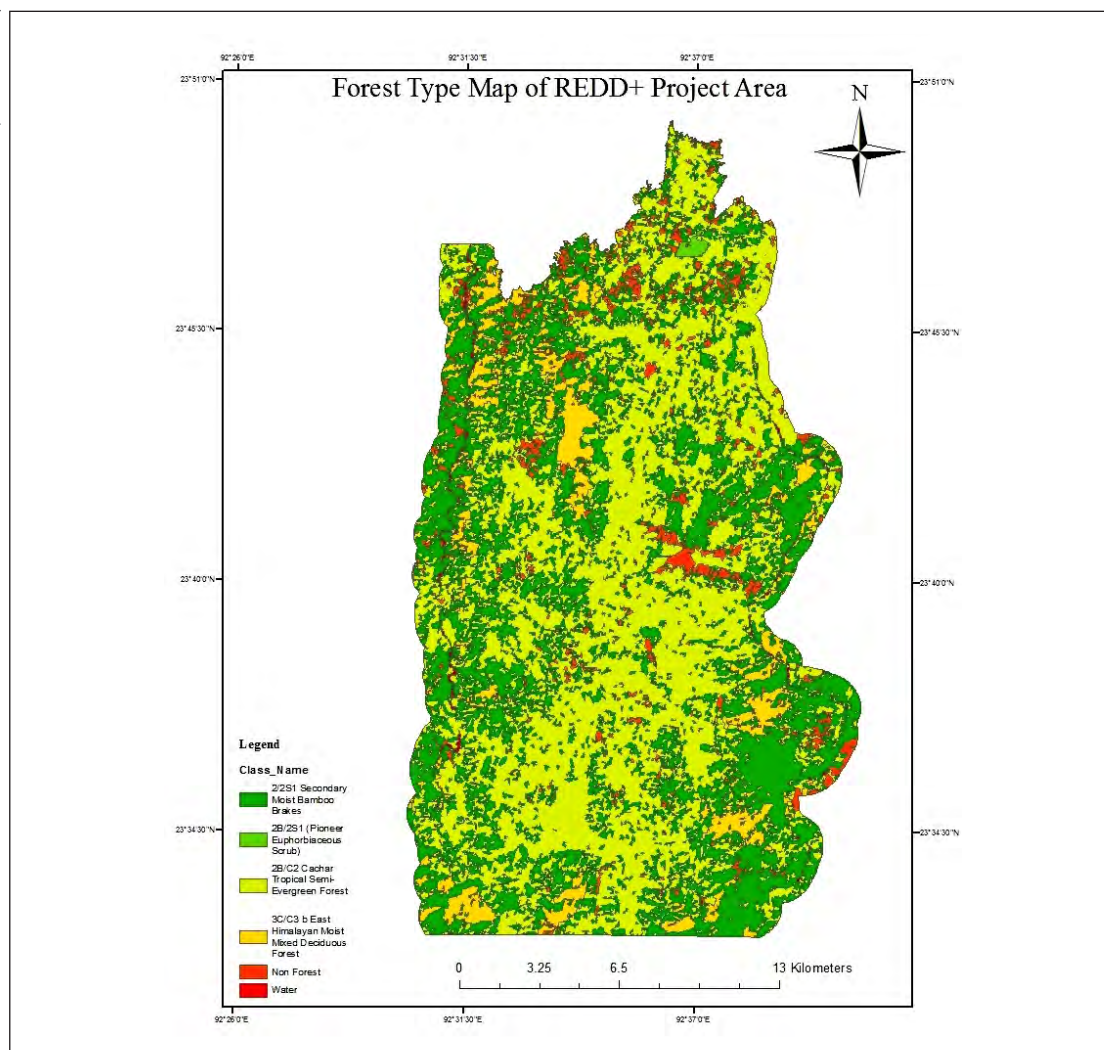 92°26'0"E 92°31'30"E 92°37'0"E
23°51'0"N 23°51'0"N
Forest Type Map of REDD+ Project Area
N
23°45'30"N 23°45'30"N
23°40'0"N 23°40'0"N
23°34'30"N 23°34'30"N
Legend
Class_Name
2/2S1 Secondary
Moist Bamboo
Brakes
2B/2S1 (Pioneer
Euphorbiaceous
Scrub)
2B/C2 Cachar
Tropical Semi-
Evergreen Forest
3C/C3 b East
Himalayan Moist
Mixed Deciduous
Forest
Non Forest
Water
0 3.25 6.5 13 Kilometers
92°26'0"E 92°31'30"E 92°37'0"E